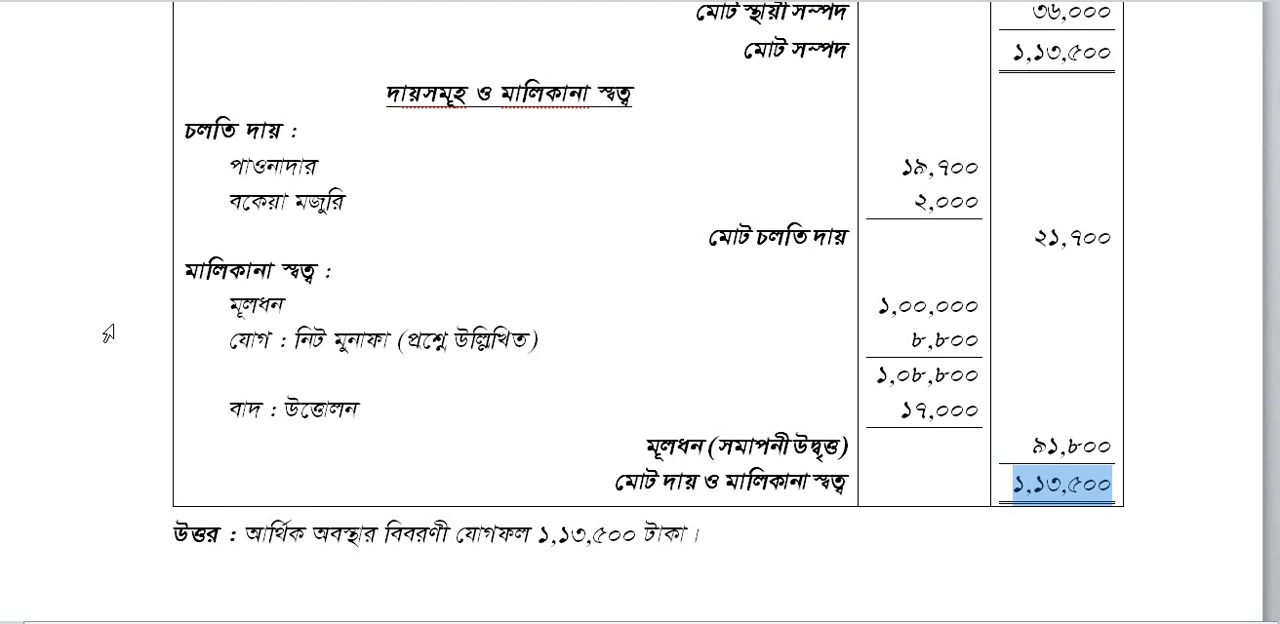 মোট স্থায়ী সম্পদ ৩৬,০০০
মোট সম্পদ ১,১৩,৫০০
দায়সমূহ ও মালিকানা স্বত্ব
চলতি দায় :
পাওনাদার ১৯,৭০০
বকেয়া মজুরি ২,০০০
মোট চলতি দায় ২১,৭০০
মালিকানা স্বত্ব :
মূলধন ১,০০,০০০
যোগ : নিট মুনাফা (প্রশ্নে উল্লিখিত) ৮,৮০০
১,০৮,৮০০
বাদ : উত্তোলন ১৭,০০০
মূলধন (সমাপনী উদ্বৃত্ত) ৯১,৮০০
মোট দায় ও মালিকানা স্বত্ব ১,১৩,৫০০
উত্তর : আর্থিক অবস্থার বিবরণী যোগফল ১,১৩,৫০০ টাকা।